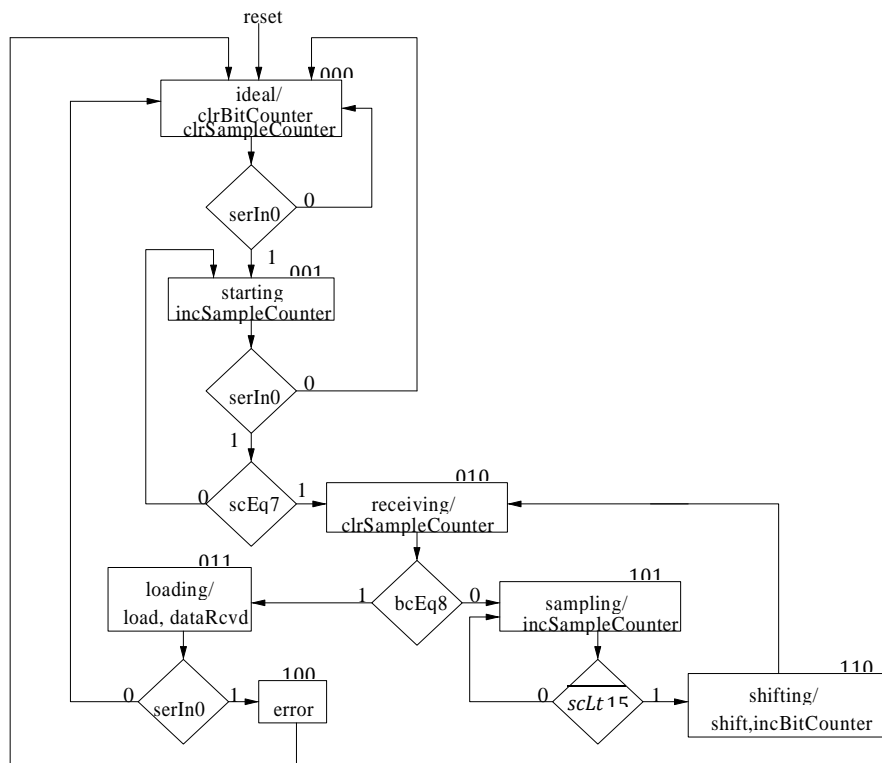 reset
000
ideal/
clrBitCounter
clrSampleCounter
serIn0
0
1
001
starting
incSampleCounter
serIn0
0
1
scEq7
0
1
010
receiving/
clrSampleCounter
bcEq8
1
0
011
loading/
load, dataRcvd
serIn0
0
1
100
error
101
sampling/
incSampleCounter
scLt15
0
1
110
shifting/
shift,incBitCounter